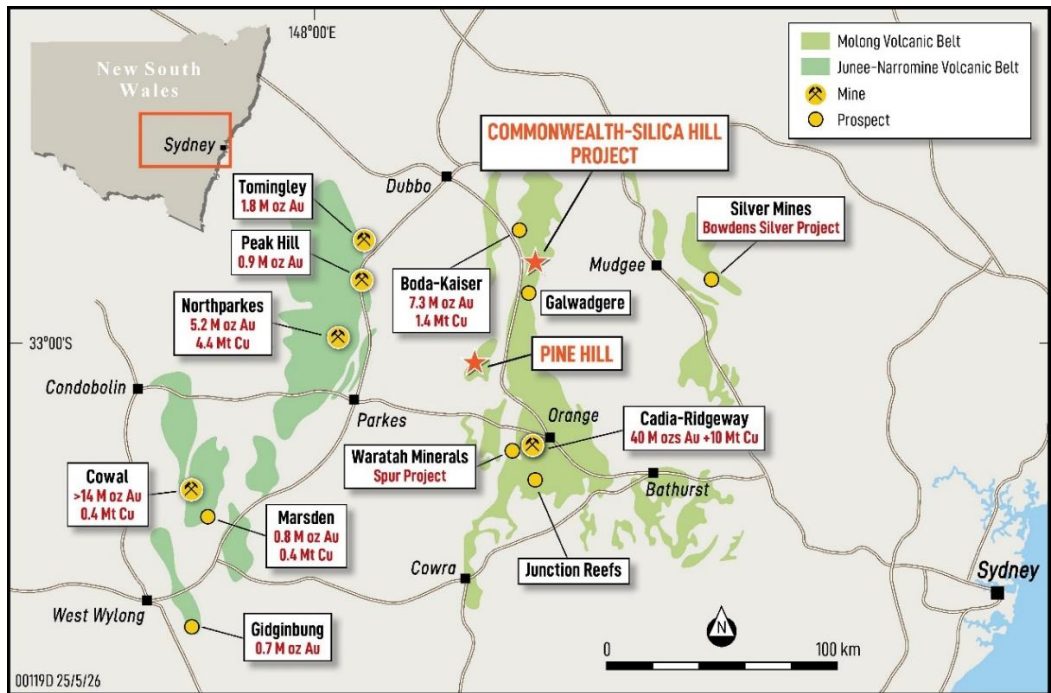 148°00'E
New South
Wales
Sydney
Molong Volcanic Belt
Junee-Narromine Volcanic Belt
Mine
Prospect
COMMONWEALTH-SILICA HILL
PROJECT
Dubbo
Tomingley
1.8 M oz Au
Silver Mines
Bowdens Silver Project
Peak Hill
0.9 M oz Au
Mudgee
Boda-Kaiser
7.3 M oz Au
1.4 Mt Cu
Galwadgere
Northparkes
5.2 M oz Au
4.4 Mt Cu
33°00'S
PINE HILL
Condobolin
Parkes
Orange
Cadia-Ridgeway
40 M ozs Au +10 Mt Cu
Waratah Minerals
Spur Project
Cowal
>14 M oz Au
0.4 Mt Cu
Bathurst
Marsden
0.8 M oz Au
0.4 Mt Cu
Junction Reefs
Cowra
Sydney
West Wylong
Gidginbung
0.7 M oz Au
N
0
100 km
00119D 25/5/26